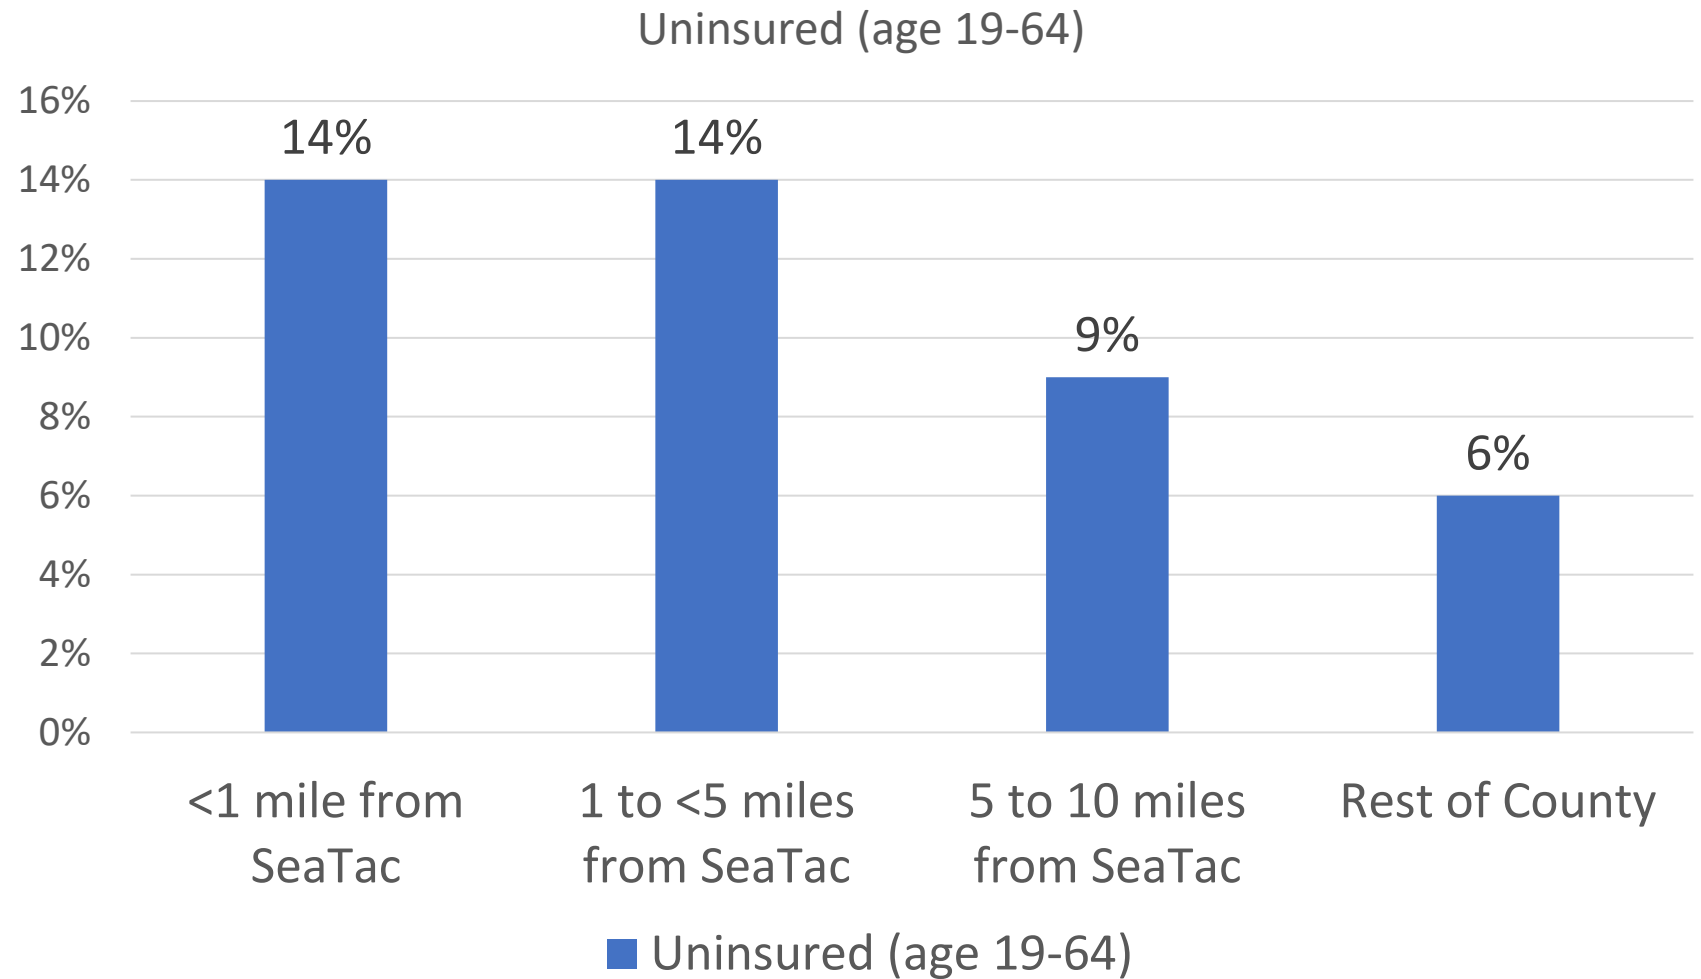 Uninsured (age 19-64)
16%
14%
12%
10%
8%
6%
4%
2%
0%
14%
14%
9%
6%
<1 mile from
SeaTac
1 to <5 miles
from SeaTac
5 to 10 miles
from SeaTac
Rest of County
Uninsured (age 19-64)